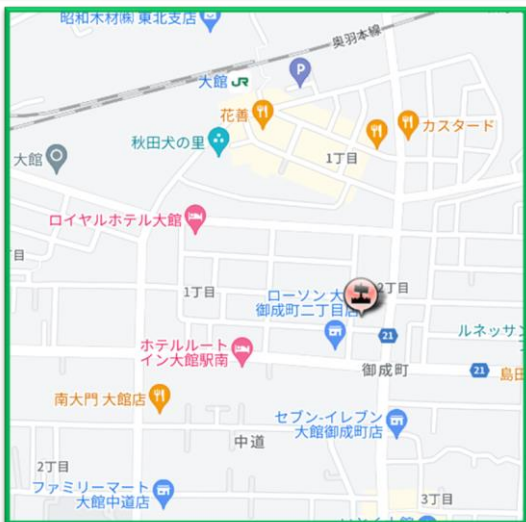 昭和木材㈱ 東北支店
奥羽本線
大館
JR
P
花善
カスタード
秋田犬の里
大館
1丁目
ロイヤルホテル大館
丁目
1丁目
2丁目
ローソン 大
御成町二丁目店
21
ルネッサン
ホテルルート
イン大館駅南
御成町
21
島田
南大門 大館店
セブン-イレブン
大館御成町店
中道
2丁目
ファミリーマート
大館中道店
3丁目